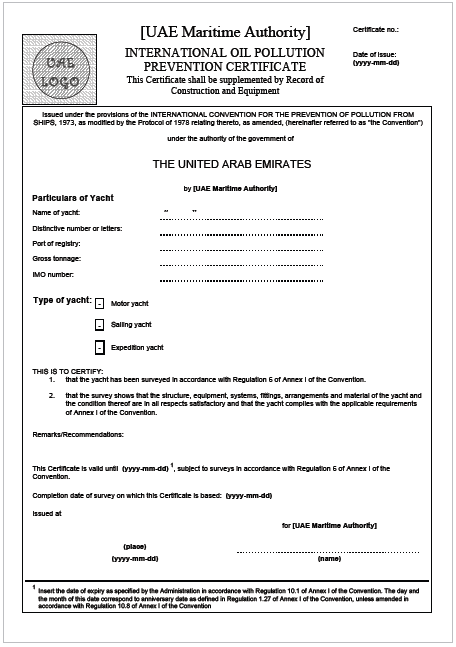 [UAE Maritime Authority]
Certificate no.:
UAE
LOGO
INTERNATIONAL OIL POLLUTION
PREVENTION CERTIFICATE
Date of issue:
(yyyy-mm-dd)
This Certificate shall be supplemented by Record of
Construction and Equipment
Issued under the provisions of the INTERNATIONAL CONVENTION FOR THE PREVENTION OF POLLUTION FROM
SHIPS, 1973, as modified by the Protocol of 1978 relating thereto, as amended, (hereinafter referred to as "the Convention")
under the authority of the government of
THE UNITED ARAB EMIRATES
by [UAE Maritime Authority]
Particulars of Yacht
Name of yacht: " "
Distinctive number or letters:
Port of registry:
Gross tonnage:
IMO number:
Type of yacht: - Motor yacht
- Sailing yacht
- Expedition yacht
THIS IS TO CERTIFY:
1. that the yacht has been surveyed in accordance with Regulation 6 of Annex I of the Convention.
2. that the survey shows that the structure, equipment, systems, fittings, arrangements and material of the yacht and
the condition thereof are in all respects satisfactory and that the yacht complies with the applicable requirements
of Annex I of the Convention.
Remarks/Recommendations:
This Certificate is valid until (yyyy-mm-dd) 1, subject to surveys in accordance with Regulation 6 of Annex I of the
Convention.
Completion date of survey on which this Certificate is based: (yyyy-mm-dd)
Issued at
for [UAE Maritime Authority]
(place)
(yyyy-mm-dd) (name)
1 Insert the date of expiry as specified by the Administration in accordance with Regulation 10.1 of Annex I of the Convention. The day and
the month of this date correspond to anniversary date as defined in Regulation 1.27 of Annex I of the Convention, unless amended in
accordance with Regulation 10.8 of Annex I of the Convention